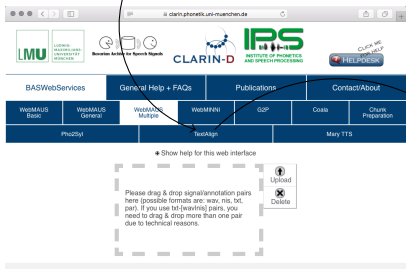 clarin.phonetik.uni-muenchen.de
LMU
LUDWIG-
MAXIMILIANS-
UNIVERSITÄT
MÜNCHEN
Bavarian Archive for Speech Signals
CLARIN-D
IPS
INSTITUTE OF PHONETICS
AND SPEECH PROCESSING
CLICK ME
FOR HELP
HELPDESK
BASWebServices General Help + FAQs Publications Contact/About
WebMAUS Basic WebMAUS General WebMAUS Multiple WebMINNI G2P Coala Chunk Preparation
Pho2Syl TextAlign Mary TTS
Show help for this web interface
Please drag & drop signal/annotation pairs
here (possible formats are: wav, nis, txt,
par). If you use txt-[wav|nis] pairs, you
need to drag & drop more than one pair
due to technical reasons.
Upload
Delete